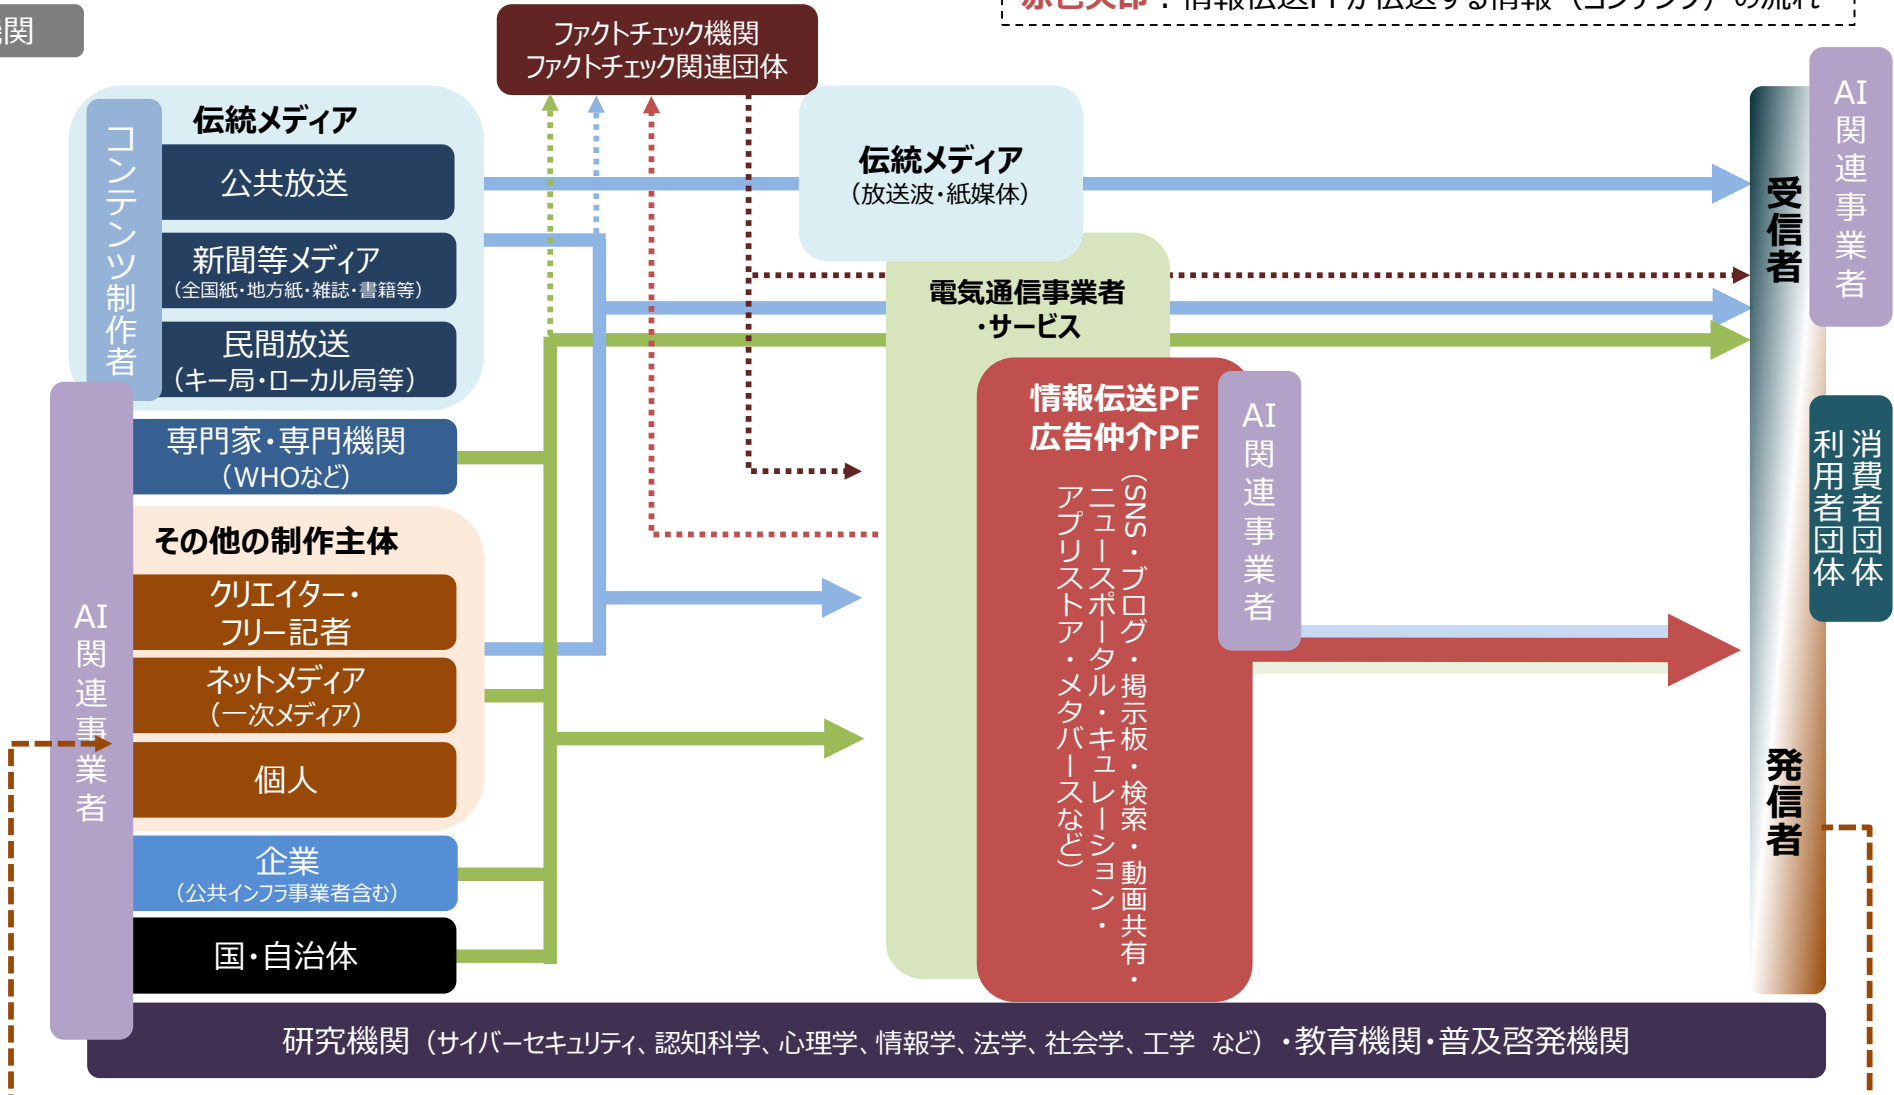 関
赤色矢印：情報伝送PFが伝送する情報（コンテンツ）の流れ
ファクトチェック機関
ファクトチェック関連団体
コンテンツ制作者
伝統メディア
公共放送
新聞等メディア
（全国紙・地方紙・雑誌・書籍等）
民間放送
（キー局・ローカル局等）
専門家・専門機関
（WHOなど）
その他の制作主体
クリエイター・
フリー記者
ネットメディア
（一次メディア）
個人
企業
（公共インフラ事業者含む）
国・自治体
AI関連事業者
伝統メディア
（放送波・紙媒体）
電気通信事業者
・サービス
情報伝送PF
広告仲介PF
（SNS・ブログ・掲示板・検索・動画共有・
ニュースポータル・キュレーション・
アプリストア・メタバースなど）
AI関連事業者
受信者
発信者
AI関連事業者
消費者団体
利用者団体
研究機関（サイバーセキュリティ、認知科学、心理学、情報学、法学、社会学、工学 など）・教育機関・普及啓発機関